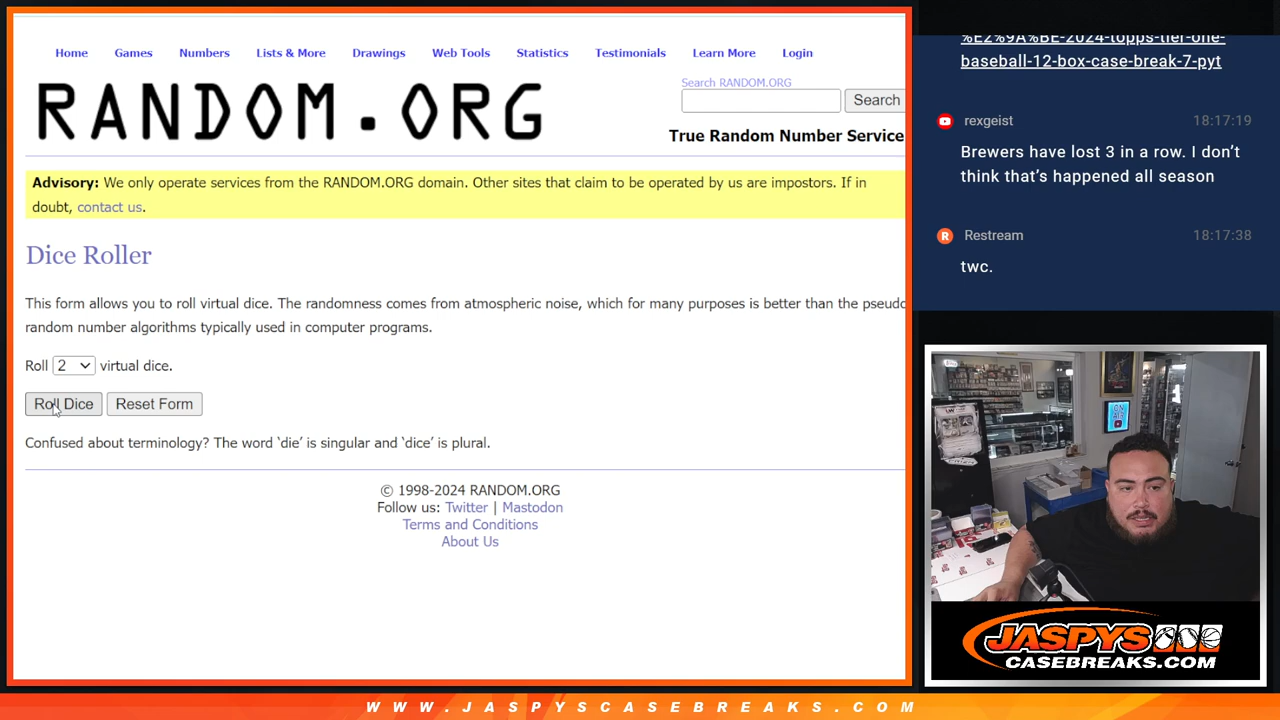 Home Games Numbers Lists & More Drawings Web Tools Statistics Testimonials Learn More Login
RANDOM.ORG
Search RANDOM.ORG
Search
True Random Number Service
Advisory: We only operate services from the RANDOM.ORG domain. Other sites that claim to be operated by us are impostors. If in
doubt, contact us.
Dice Roller
This form allows you to roll virtual dice. The randomness comes from atmospheric noise, which for many purposes is better than the pseudo
random number algorithms typically used in computer programs.
Roll 2 virtual dice.
Roll Dice Reset Form
Confused about terminology? The word ‘die’ is singular and ‘dice’ is plural.
© 1998-2024 RANDOM.ORG
Follow us: Twitter | Mastodon
Terms and Conditions
About Us
%E2%9A%BE-2024-topps-tier-one-
baseball-12-box-case-break-7-pyt
rexgeist 18:17:19
Brewers have lost 3 in a row. I don’t
think that’s happened all season
Restream 18:17:38
twc.
JASPYS
CASEBREAKS.COM
WWW.JASPYSCASEBREAKS.COM